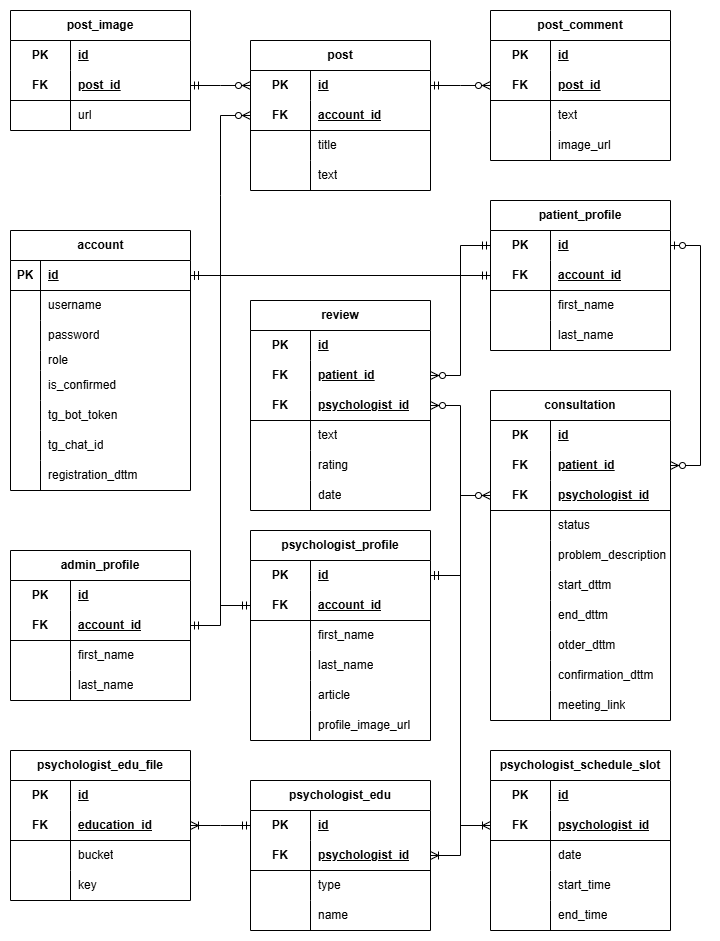 post_image
PK id
FK post_id
url
post
PK id
FK account_id
title
text
post_comment
PK id
FK post_id
text
image_url
account
PK id
username
password
role
is_confirmed
tg_bot_token
tg_chat_id
registration_dttm
patient_profile
PK id
FK account_id
first_name
last_name
review
PK id
FK patient_id
FK psychologist_id
text
rating
date
consultation
PK id
FK patient_id
FK psychologist_id
status
problem_description
start_dttm
end_dttm
otder_dttm
confirmation_dttm
meeting_link
admin_profile
PK id
FK account_id
first_name
last_name
psychologist_profile
PK id
FK account_id
first_name
last_name
article
profile_image_url
psychologist_edu_file
PK id
FK education_id
bucket
key
psychologist_edu
PK id
FK psychologist_id
type
name
psychologist_schedule_slot
PK id
FK psychologist_id
date
start_time
end_time